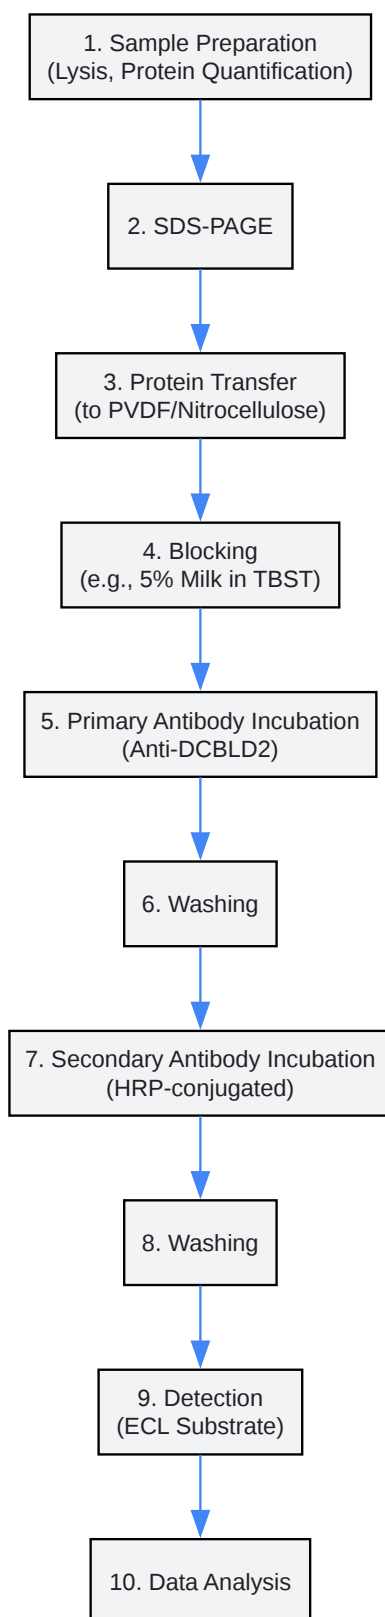 1. Sample Preparation
(Lysis, Protein Quantification)
2. SDS-PAGE
3. Protein Transfer
(to PVDF/Nitrocellulose)
4. Blocking
(e.g., 5% Milk in TBST)
5. Primary Antibody Incubation
(Anti-DCBLD2)
6. Washing
7. Secondary Antibody Incubation
(HRP-conjugated)
8. Washing
9. Detection
(ECL Substrate)
10. Data Analysis